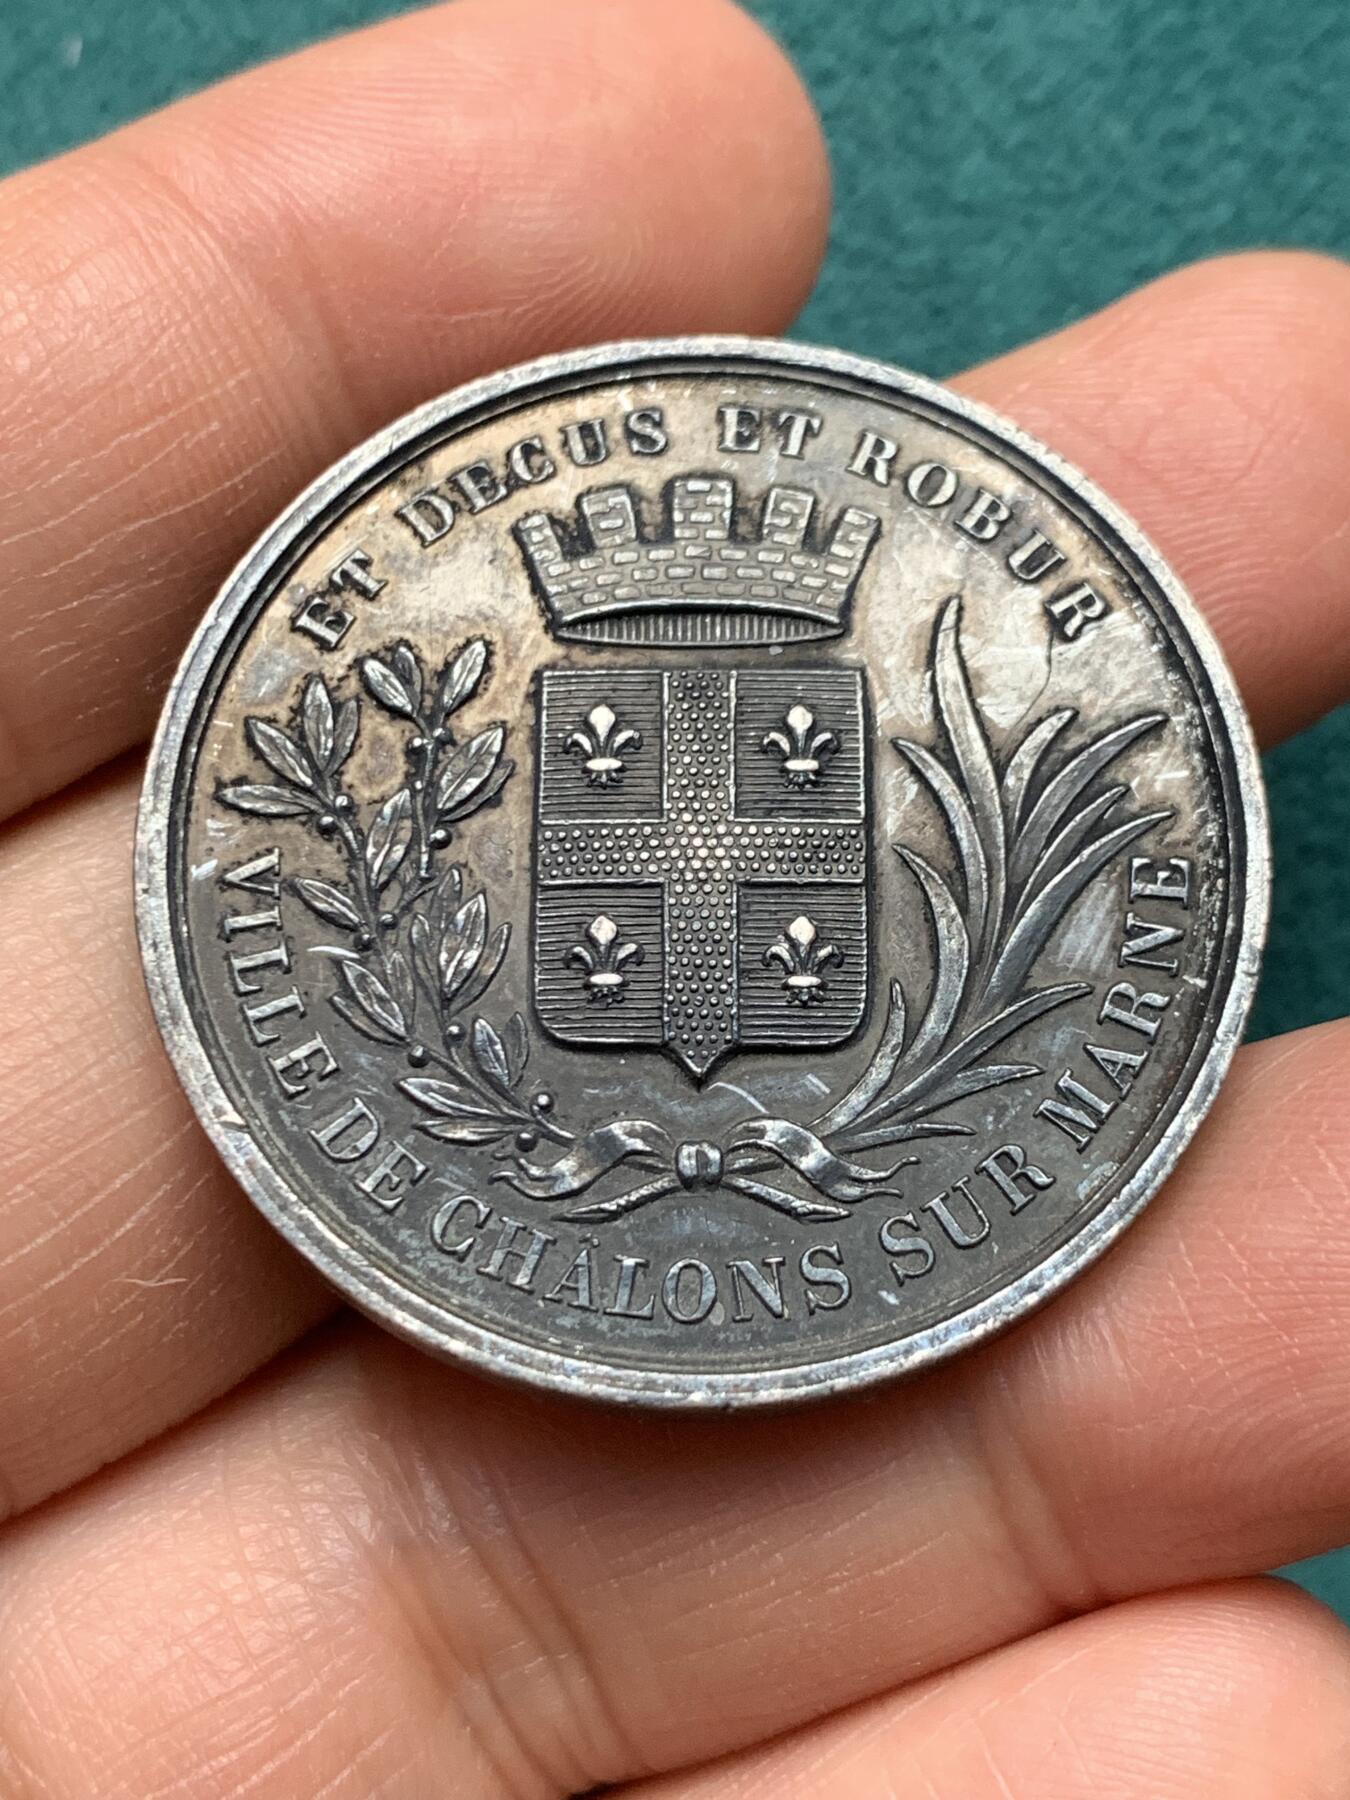 ET DECUS ET ROBUR
VILLE DE CHÂLONS SUR MARNE